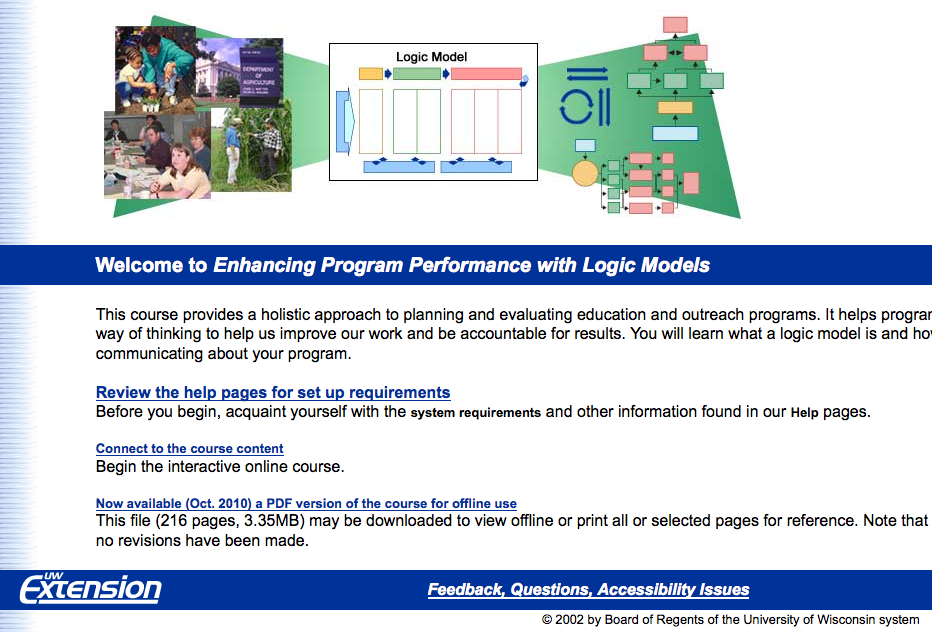 Logic Model
DEPARTMENT
OF
AGRICULTURE
Welcome to Enhancing Program Performance with Logic Models
This course provides a holistic approach to planning and evaluating education and outreach programs. It helps program
way of thinking to help us improve our work and be accountable for results. You will learn what a logic model is and how
communicating about your program.
Review the help pages for set up requirements
Before you begin, acquaint yourself with the system requirements and other information found in our Help pages.
Connect to the course content
Begin the interactive online course.
Now available (Oct. 2010) a PDF version of the course for offline use
This file (216 pages, 3.35MB) may be downloaded to view offline or print all or selected pages for reference. Note that
no revisions have been made.
UW
Extension
Feedback, Questions, Accessibility Issues
© 2002 by Board of Regents of the University of Wisconsin system